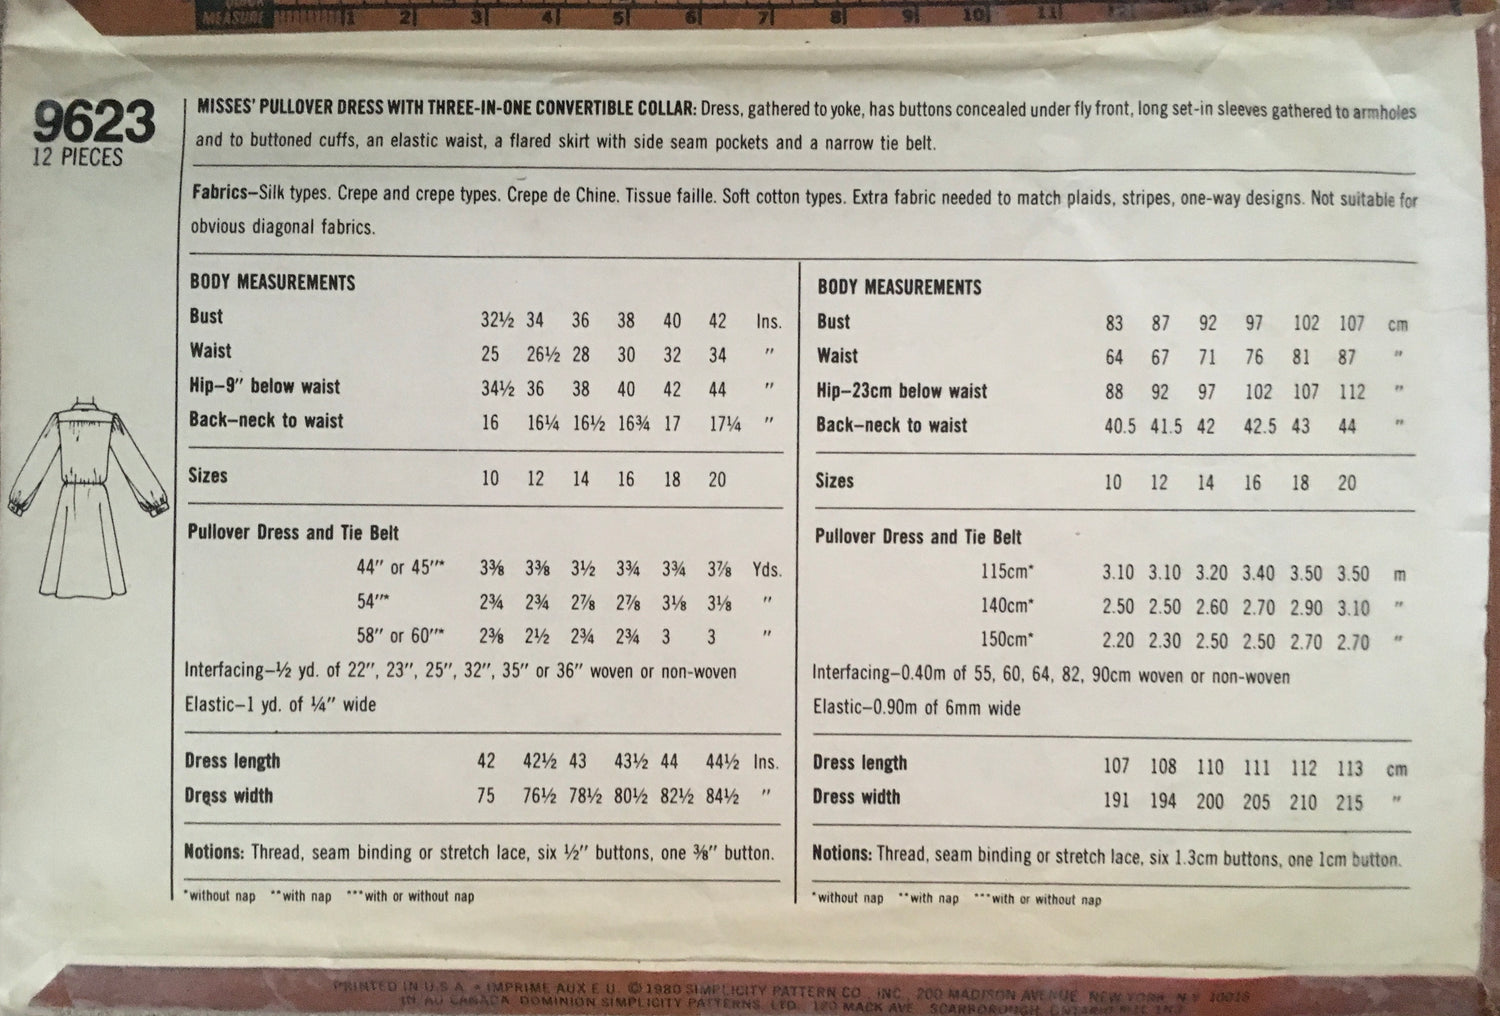 MEASURE 1 2 3 4 5 6 7 8 9 10 11
9623
12 PIECES
MISSES' PULLOVER DRESS WITH THREE-IN-ONE CONVERTIBLE COLLAR: Dress, gathered to yoke, has buttons concealed under fly front, long set-in sleeves gathered to armholes
and to buttoned cuffs, an elastic waist, a flared skirt with side seam pockets and a narrow tie belt.
Fabrics—Silk types. Crepe and crepe types. Crepe de Chine. Tissue faille. Soft cotton types. Extra fabric needed to match plaids, stripes, one-way designs. Not suitable for
obvious diagonal fabrics.
BODY MEASUREMENTS
Bust 32½ 34 36 38 40 42 Ins.
Waist 25 26½ 28 30 32 34 "
Hip—9" below waist 34½ 36 38 40 42 44 "
Back—neck to waist 16 16¼ 16½ 16¾ 17 17¼ "
Sizes 10 12 14 16 18 20
Pullover Dress and Tie Belt
44" or 45"* 3⅜ 3⅜ 3½ 3¾ 3¾ 3⅞ Yds.
54"* 2¾ 2¾ 2⅞ 2⅞ 3⅛ 3⅛ "
58" or 60"* 2⅜ 2½ 2¾ 2¾ 3 3 "
Interfacing—½ yd. of 22", 23", 25", 32", 35" or 36" woven or non-woven
Elastic—1 yd. of ¼" wide
Dress length 42 42½ 43 43½ 44 44½ Ins.
Dress width 75 76½ 78½ 80½ 82½ 84½ "
Notions: Thread, seam binding or stretch lace, six ½" buttons, one ⅜" button.
*without nap **with nap ***with or without nap
BODY MEASUREMENTS
Bust 83 87 92 97 102 107 cm
Waist 64 67 71 76 81 87 "
Hip—23cm below waist 88 92 97 102 107 112 "
Back—neck to waist 40.5 41.5 42 42.5 43 44 "
Sizes 10 12 14 16 18 20
Pullover Dress and Tie Belt
115cm* 3.10 3.10 3.20 3.40 3.50 3.50 m
140cm* 2.50 2.50 2.60 2.70 2.90 3.10 "
150cm* 2.20 2.30 2.50 2.50 2.70 2.70 "
Interfacing—0.40m of 55, 60, 64, 82, 90cm woven or non-woven
Elastic—0.90m of 6mm wide
Dress length 107 108 110 111 112 113 cm
Dress width 191 194 200 205 210 215 "
Notions: Thread, seam binding or stretch lace, six 1.3cm buttons, one 1cm button.
*without nap **with nap ***with or without nap
PRINTED IN U.S.A. • IMPRIME AUX E.U. © 1980 SIMPLICITY PATTERN CO., INC., 200 MADISON AVENUE NEW YORK, N.Y. 10016
IN AU CANADA DOMINION SIMPLICITY PATTERNS LTD., 120 MACK AVE. SCARBOROUGH, ONTARIO